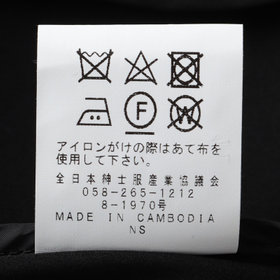 F W
アイロンがけの際はあて布を
使用して下さい。
全日本紳士服産業協議会
058-265-1212
8-1970号
MADE IN CAMBODIA
NS